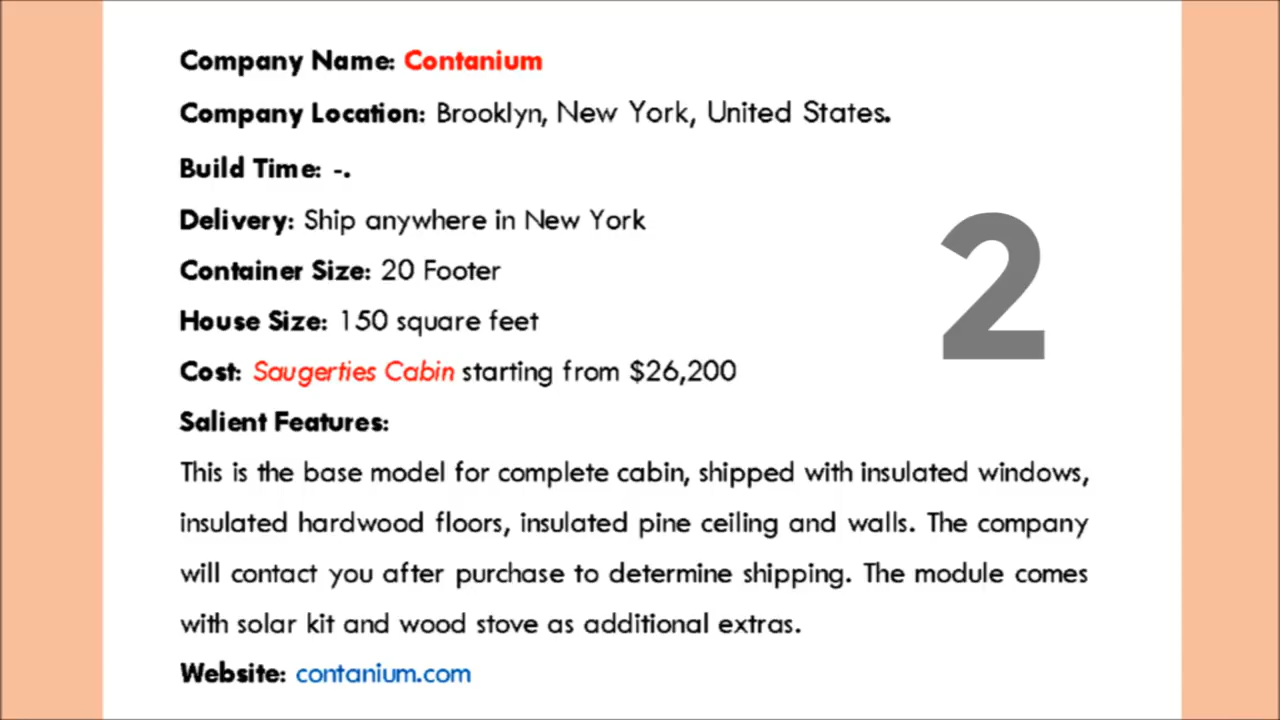 Company Name: Contanium
Company Location: Brooklyn, New York, United States.
Build Time: -.
Delivery: Ship anywhere in New York
Container Size: 20 Footer
House Size: 150 square feet
2
Cost: Saugerties Cabin starting from $26,200
Salient Features:
This is the base model for complete cabin, shipped with insulated windows,
insulated hardwood floors, insulated pine ceiling and walls. The company
will contact you after purchase to determine shipping. The module comes
with solar kit and wood stove as additional extras.
Website: contanium.com